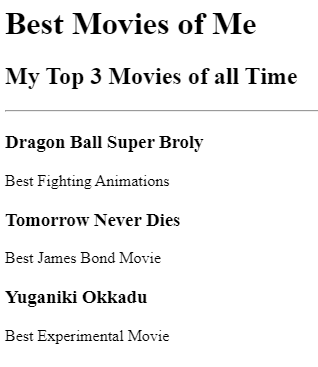 Best Movies of Me
My Top 3 Movies of all Time
Dragon Ball Super Broly
Best Fighting Animations
Tomorrow Never Dies
Best James Bond Movie
Yuganiki Okkadu
Best Experimental Movie